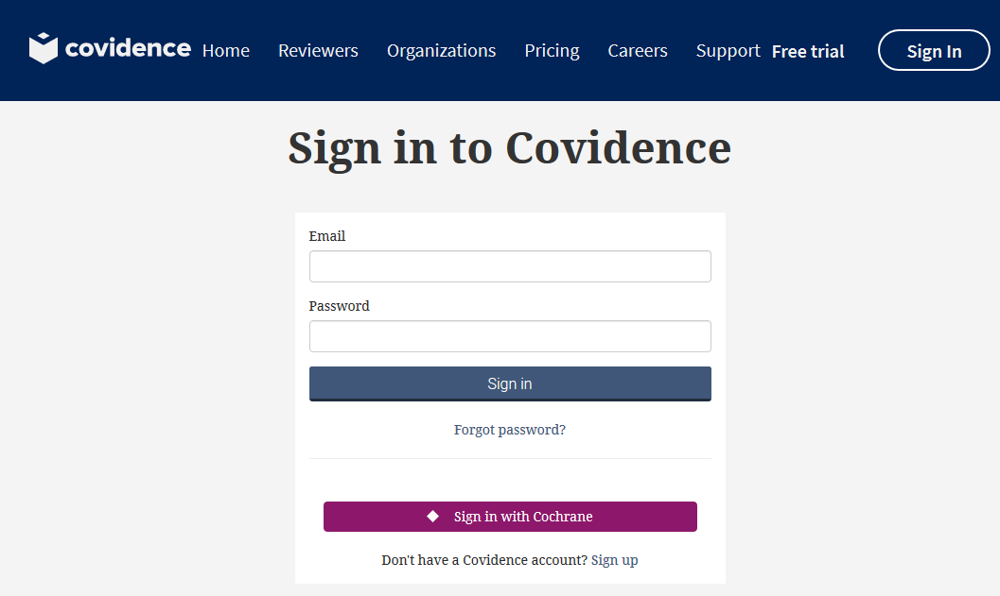 covidence Home Reviewers Organizations Pricing Careers Support Free trial Sign In
Sign in to Covidence
Email
Password
Sign in
Forgot password?
Sign in with Cochrane
Don't have a Covidence account? Sign up